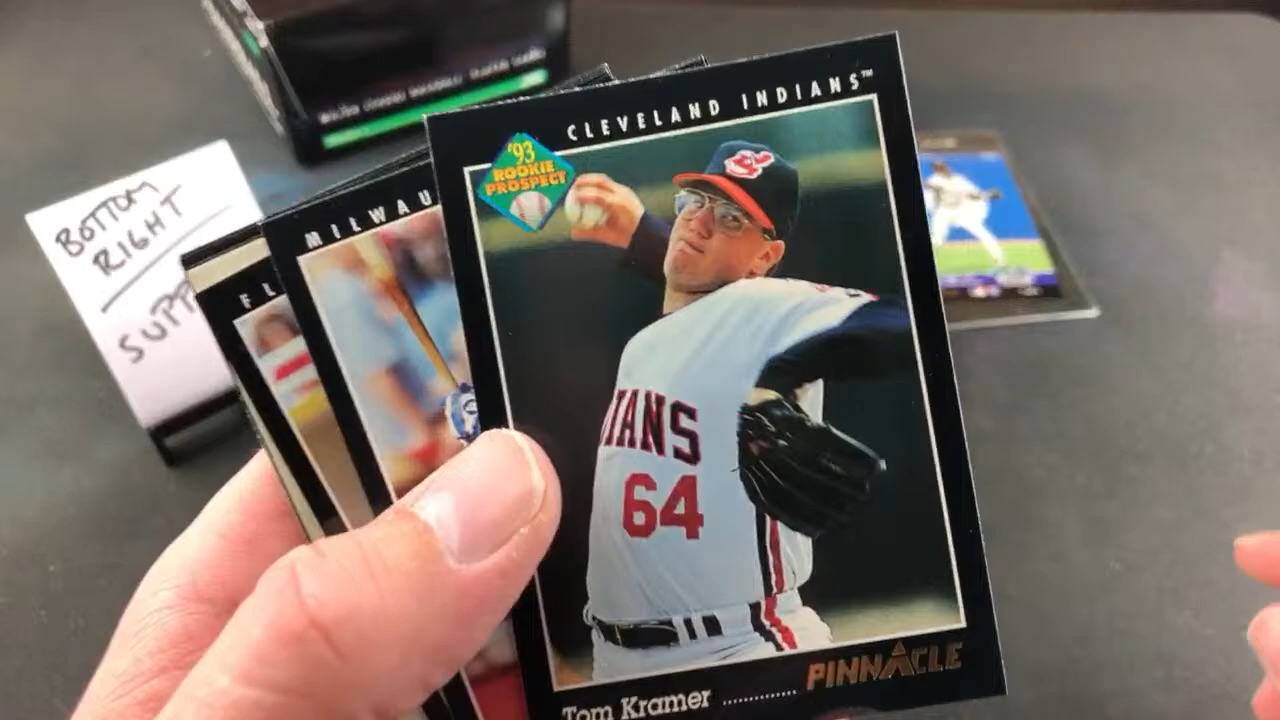 BOTTOM
RIGHT
SUPP
FL
MILWAU
CLEVELAND INDIANS™
'93
ROOKIE
PROSPECT
IANS
64
Tom Kramer
PINNACLE